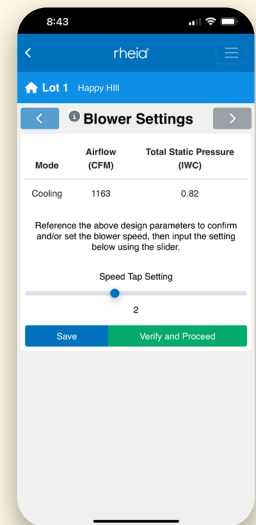 8:43
rheia
Lot 1 Happy HIll
Blower Settings
Mode Airflow (CFM) Total Static Pressure (IWC)
Cooling 1163 0.82
Reference the above design parameters to confirm
and/or set the blower speed, then input the setting
below using the slider.
Speed Tap Setting
2
Save Verify and Proceed